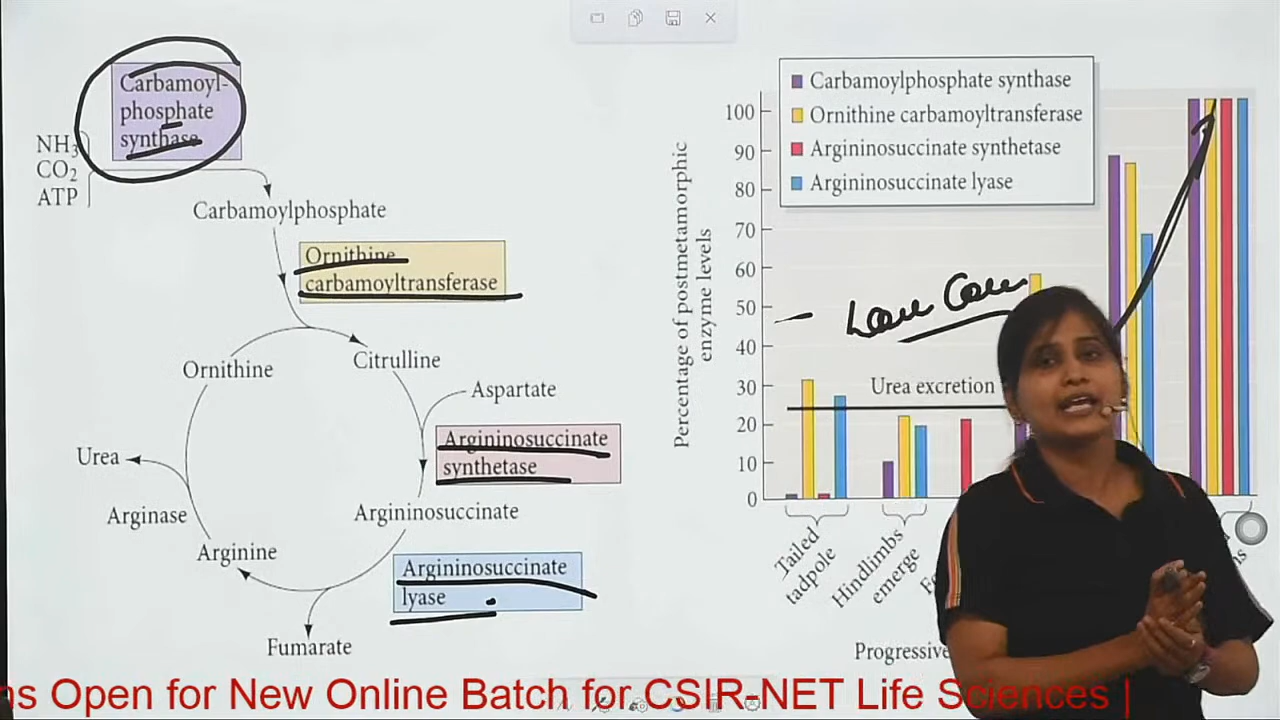 Carbamoyl-
phosphate
synthase
NH3
CO2
ATP
Carbamoylphosphate
Ornithine
carbamoyltransferase
Ornithine
Citrulline
Aspartate
Argininosuccinate
synthetase
Urea
Arginase
Argininosuccinate
Arginine
Argininosuccinate
lyase
Fumarate
Carbamoylphosphate synthase
Ornithine carbamoyltransferase
Argininosuccinate synthetase
Argininosuccinate lyase
Percentage of postmetamorphic
enzyme levels
100
90
80
70
60
50
40
30
20
10
0
Urea excretion
Tailed
tadpole
Hindlimbs
emerge
Progressive
ns Open for New Online Batch for CSIR-NET Life Sciences |